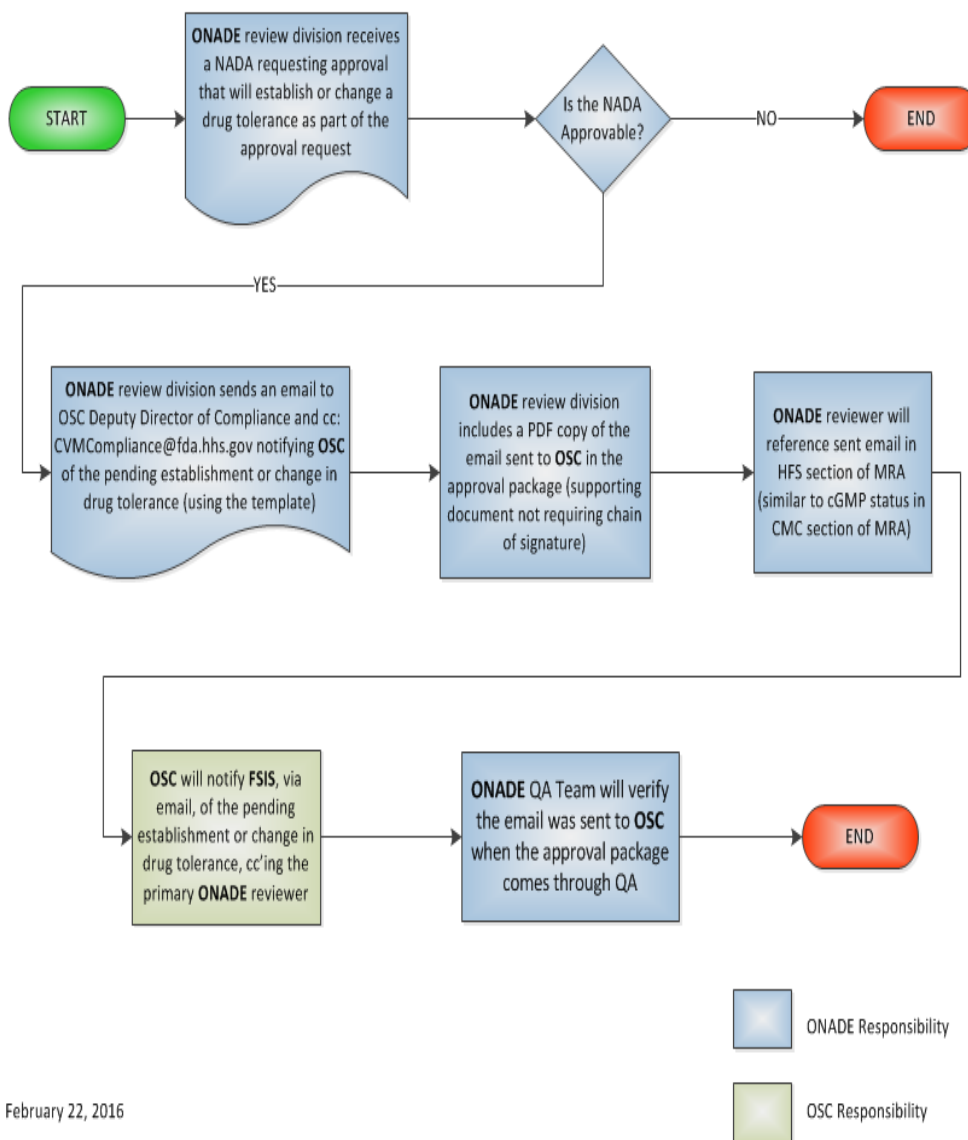 ONADE review division receives
a NADA requesting approval
that will establish or change a
drug tolerance as part of the
approval request
START
Is the NADA
Approvable?
NO
END
YES
ONADE review division sends an email to
OSC Deputy Director of Compliance and cc:
CVMCompliance@fda.hhs.gov notifying OSC
of the pending establishment or change in
drug tolerance (using the template)
ONADE review division
includes a PDF copy of the
email sent to OSC in the
approval package (supporting
document not requiring chain
of signature)
ONADE reviewer will
reference sent email in
HFS section of MRA
(similar to cGMP status in
CMC section of MRA)
OSC will notify FSIS, via
email, of the pending
establishment or change in
drug tolerance, cc'ing the
primary ONADE reviewer
ONADE QA Team will verify
the email was sent to OSC
when the approval package
comes through QA
END
ONADE Responsibility
OSC Responsibility
February 22, 2016